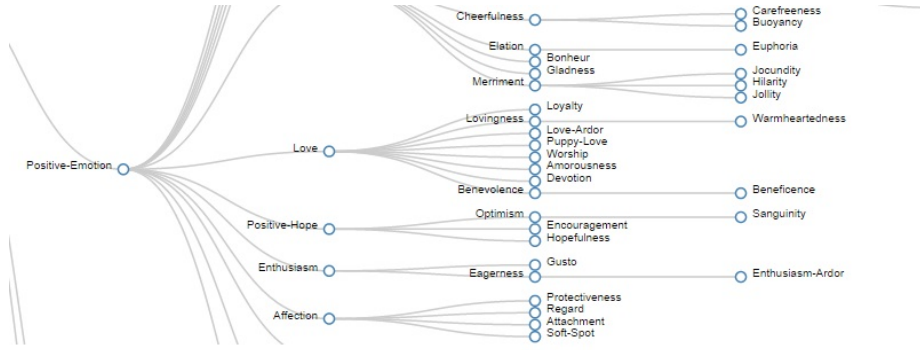 Carefreeness
Cheerfulness
Buoyancy
Elation
Euphoria
Bonheur
Gladness
Jocundity
Merriment
Hilarity
Jollity
Loyalty
Lovingness
Warmheartedness
Love-Ardor
Puppy-Love
Love
Worship
Amorousness
Positive-Emotion
Devotion
Benevolence
Beneficence
Optimism
Sanguinity
Positive-Hope
Encouragement
Hopefulness
Gusto
Enthusiasm
Eagerness
Enthusiasm-Ardor
Protectiveness
Regard
Affection
Attachment
Soft-Spot